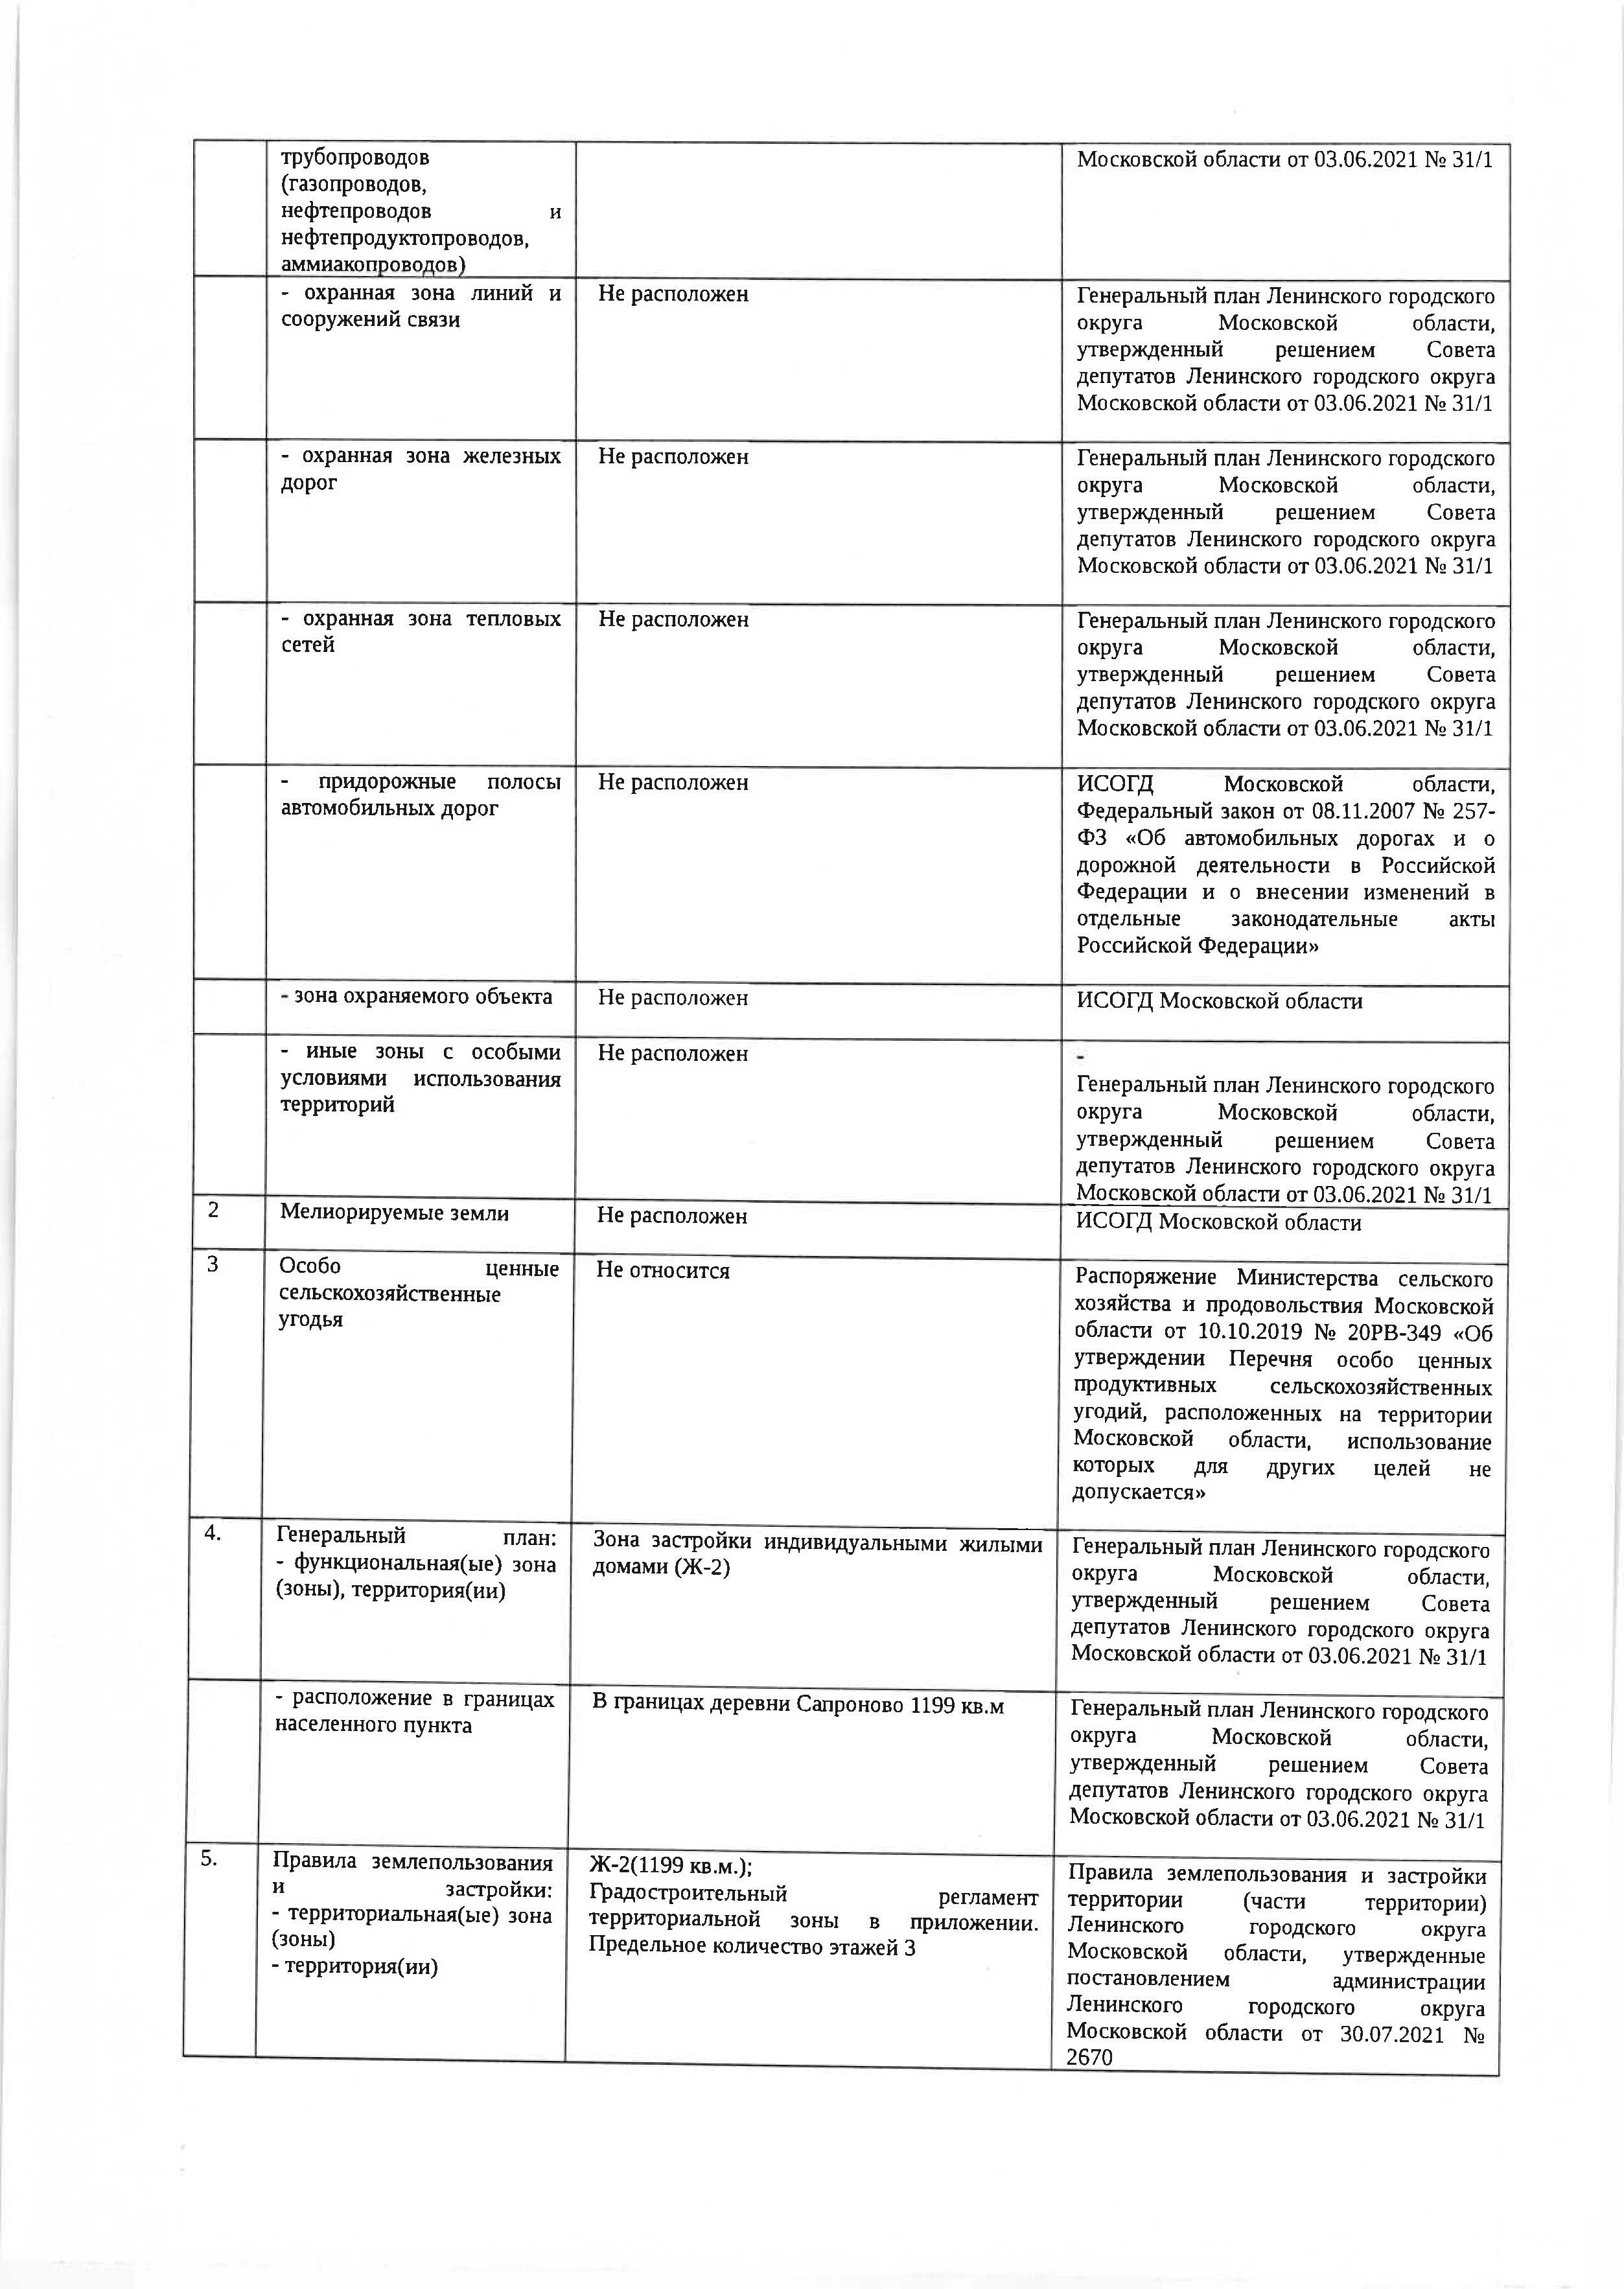 трубопроводов
(газопроводов,
нефтепроводов и
нефтепродуктопроводов,
аммиакопроводов)
Московской области от 03.06.2021 № 31/1
- охранная зона линий и
сооружений связи
Не расположен
Генеральный план Ленинского городского
округа Московской области,
утвержденный решением Совета
депутатов Ленинского городского округа
Московской области от 03.06.2021 № 31/1
- охранная зона железных
дорог
Не расположен
Генеральный план Ленинского городского
округа Московской области,
утвержденный решением Совета
депутатов Ленинского городского округа
Московской области от 03.06.2021 № 31/1
- охранная зона тепловых
сетей
Не расположен
Генеральный план Ленинского городского
округа Московской области,
утвержденный решением Совета
депутатов Ленинского городского округа
Московской области от 03.06.2021 № 31/1
- придорожные полосы
автомобильных дорог
Не расположен
ИСОГД Московской области,
Федеральный закон от 08.11.2007 № 257-
ФЗ «Об автомобильных дорогах и о
дорожной деятельности в Российской
Федерации и о внесении изменений в
отдельные законодательные акты
Российской Федерации»
- зона охраняемого объекта
Не расположен
ИСОГД Московской области
- иные зоны с особыми
условиями использования
территорий
Не расположен
-
Генеральный план Ленинского городского
округа Московской области,
утвержденный решением Совета
депутатов Ленинского городского округа
Московской области от 03.06.2021 № 31/1
2
Мелиорируемые земли
Не расположен
ИСОГД Московской области
3
Особо ценные
сельскохозяйственные
угодья
Не относится
Распоряжение Министерства сельского
хозяйства и продовольствия Московской
области от 10.10.2019 № 20РВ-349 «Об
утверждении Перечня особо ценных
продуктивных сельскохозяйственных
угодий, расположенных на территории
Московской области, использование
которых для других целей не
допускается»
4.
Генеральный план:
- функциональная(ые) зона
(зоны), территория(ии)
Зона застройки индивидуальными жилыми
домами (Ж-2)
Генеральный план Ленинского городского
округа Московской области,
утвержденный решением Совета
депутатов Ленинского городского округа
Московской области от 03.06.2021 № 31/1
- расположение в границах
населенного пункта
В границах деревни Сапроново 1199 кв.м
Генеральный план Ленинского городского
округа Московской области,
утвержденный решением Совета
депутатов Ленинского городского округа
Московской области от 03.06.2021 № 31/1
5.
Правила землепользования
и застройки:
- территориальная(ые) зона
(зоны)
- территория(ии)
Ж-2(1199 кв.м.);
Градостроительный регламент
территориальной зоны в приложении.
Предельное количество этажей 3
Правила землепользования и застройки
территории (части территории)
Ленинского городского округа
Московской области, утвержденные
постановлением администрации
Ленинского городского округа
Московской области от 30.07.2021 №
2670